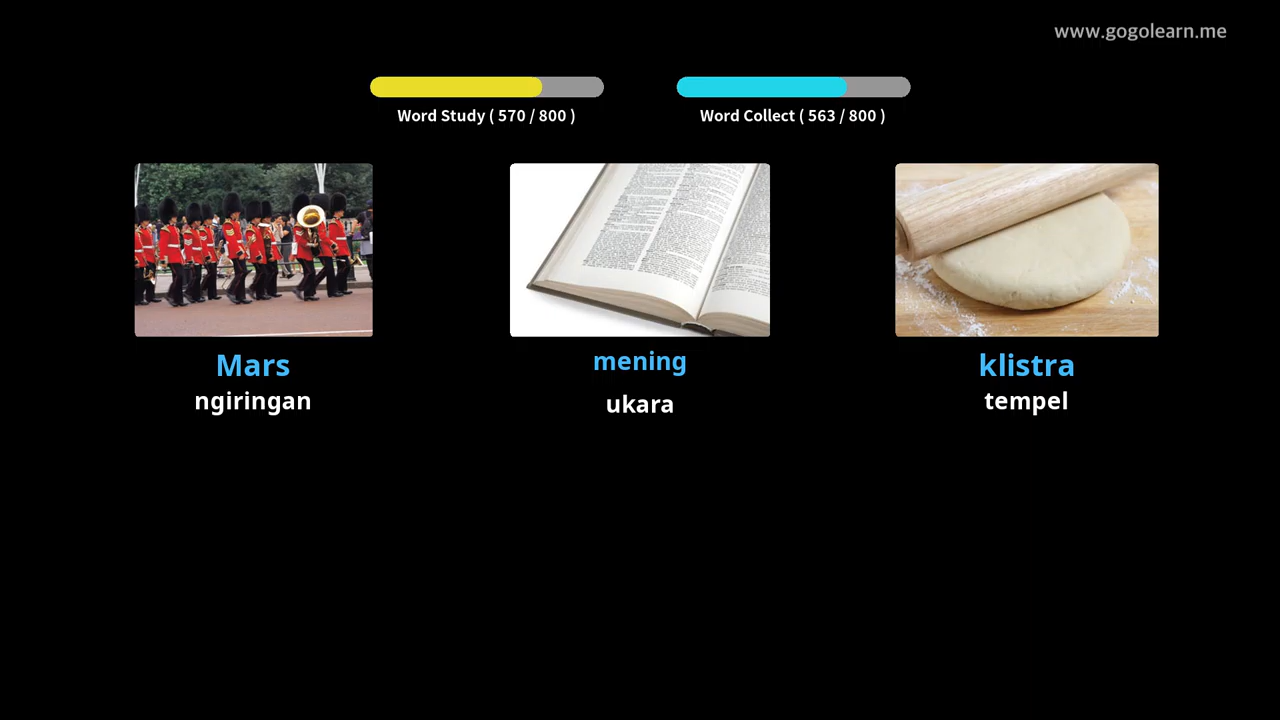 www.gogolearn.me
Word Study ( 570 / 800 )
Word Collect ( 563 / 800 )
Mars
ngiringan
mening
ukara
klistra
tempel